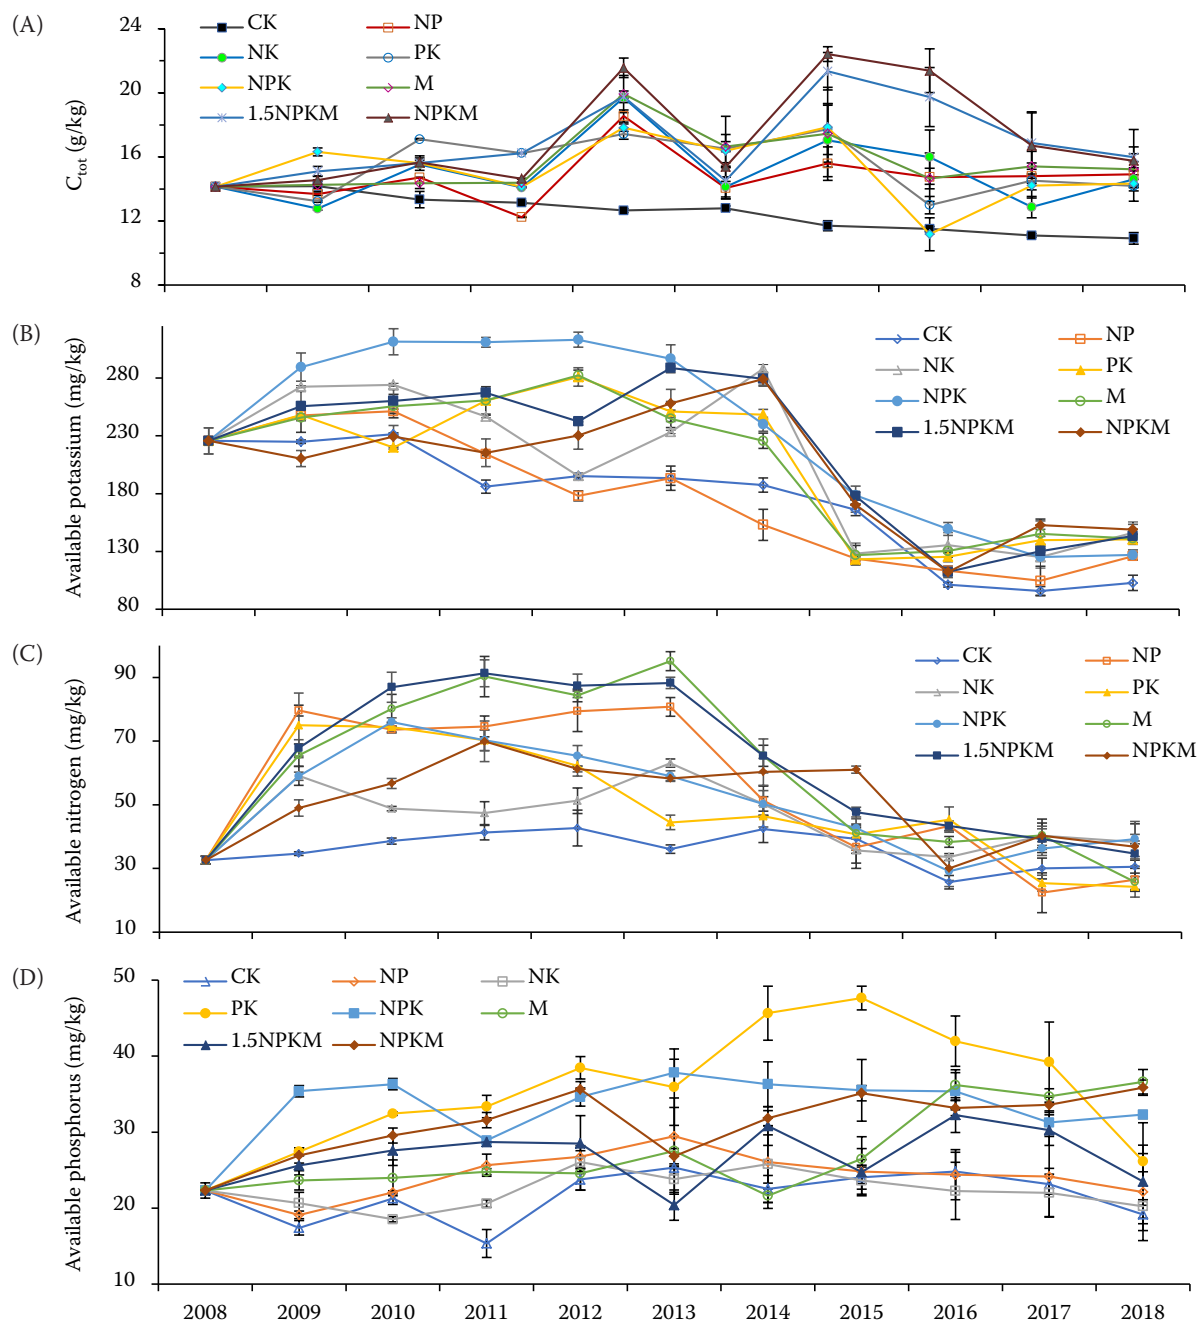 (A)
CK NP
NK PK
NPK M
1.5NPKM NPKM
C_tot (g/kg)
24
20
16
12
8
(B)
CK NP
NK PK
NPK M
1.5NPKM NPKM
Available potassium (mg/kg)
280
230
180
130
80
(C)
CK NP
NK PK
NPK M
1.5NPKM NPKM
Available nitrogen (mg/kg)
90
70
50
30
10
(D)
CK NP NK
PK NPK M
1.5NPKM NPKM
Available phosphorus (mg/kg)
50
40
30
20
10
2008 2009 2010 2011 2012 2013 2014 2015 2016 2017 2018